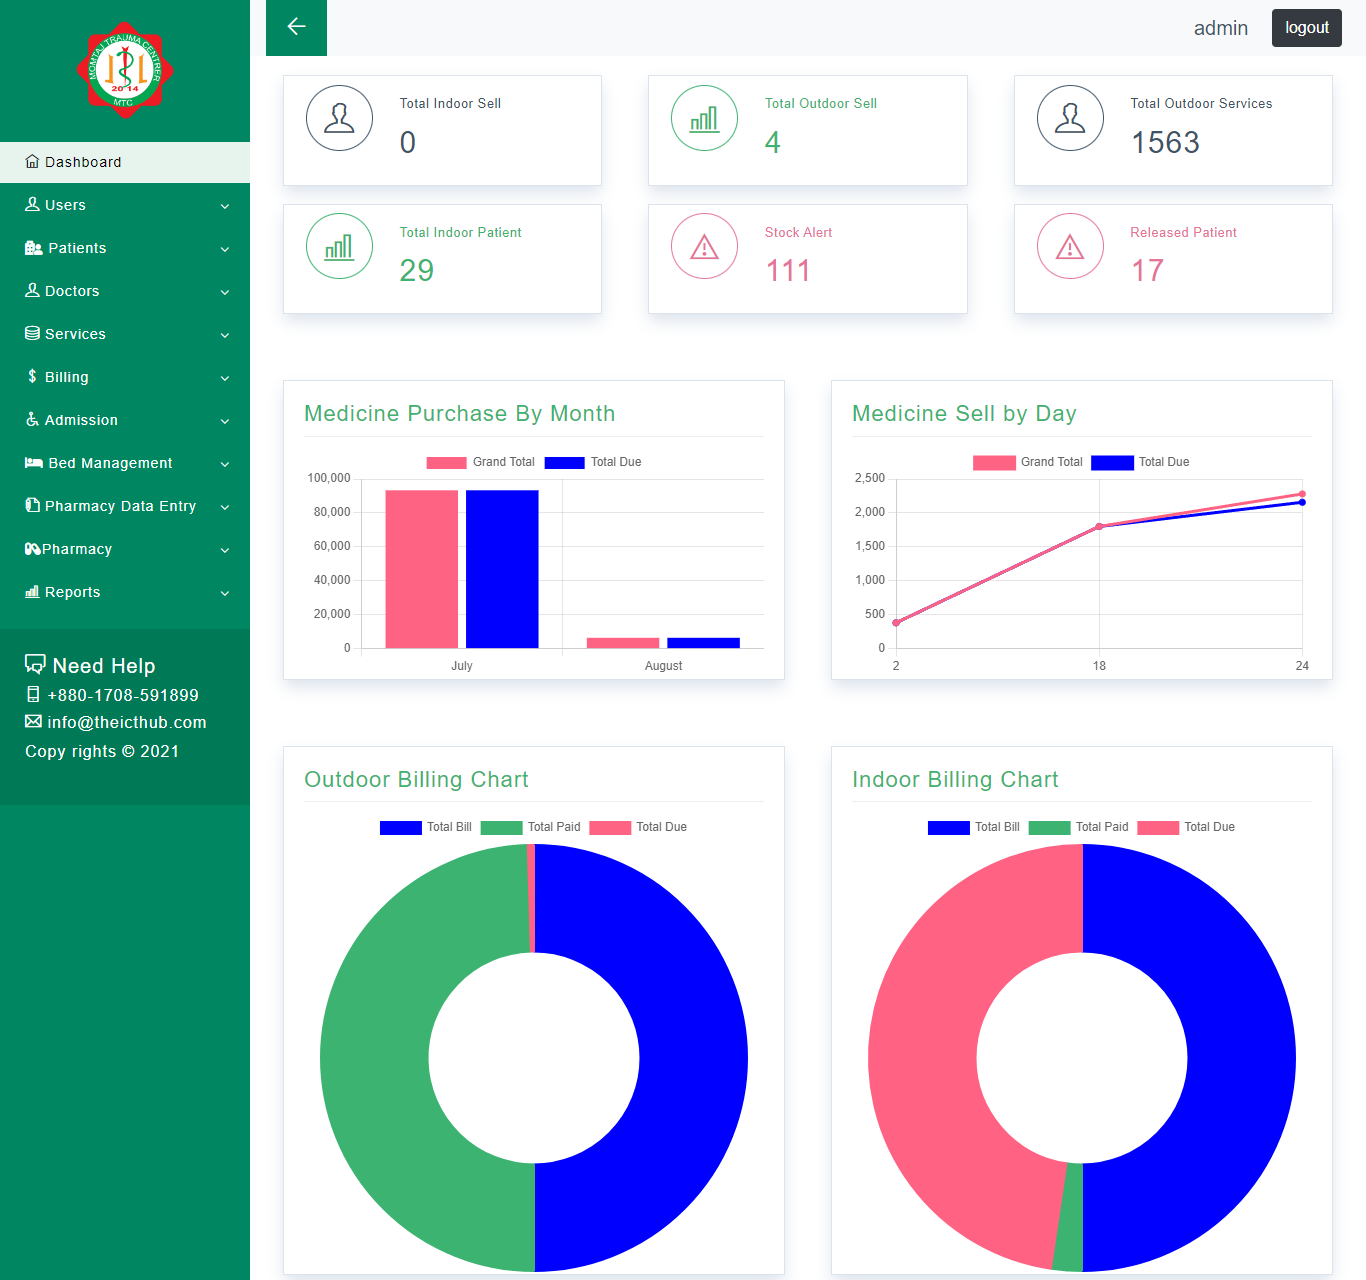 MOMTAJ TRAUMA CENTRER
2014
MTC
admin
logout
Dashboard
Users
Patients
Doctors
Services
Billing
Admission
Bed Management
Pharmacy Data Entry
Pharmacy
Reports
Need Help
+880-1708-591899
info@theicthub.com
Copy rights © 2021
Total Indoor Sell
0
Total Outdoor Sell
4
Total Outdoor Services
1563
Total Indoor Patient
29
Stock Alert
111
Released Patient
17
Medicine Purchase By Month
Grand Total Total Due
100,000
80,000
60,000
40,000
20,000
0
July August
Medicine Sell by Day
Grand Total Total Due
2,500
2,000
1,500
1,000
500
0
2 18 24
Outdoor Billing Chart
Total Bill Total Paid Total Due
Indoor Billing Chart
Total Bill Total Paid Total Due